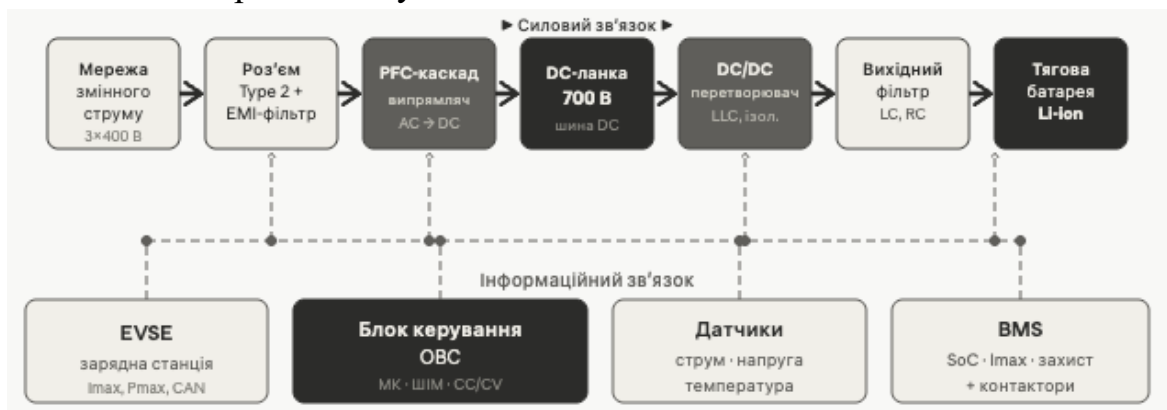 ▶ Силовий зв'язок ▶
Мережа
змінного
струму
3×400 В
Роз'єм
Type 2 +
EMI-фільтр
PFC-каскад
випрямляч
AC → DC
DC-ланка
700 В
шина DC
DC/DC
перетворювач
LLC, ізол.
Вихідний
фільтр
LC, RC
Тягова
батарея
Li-ion
Інформаційний зв'язок
EVSE
зарядна станція
Imax, Pmax, CAN
Блок керування
OBC
МК · ШІМ · CC/CV
Датчики
струм · напруга
температура
BMS
SoC · Imax · захист
+ контактори